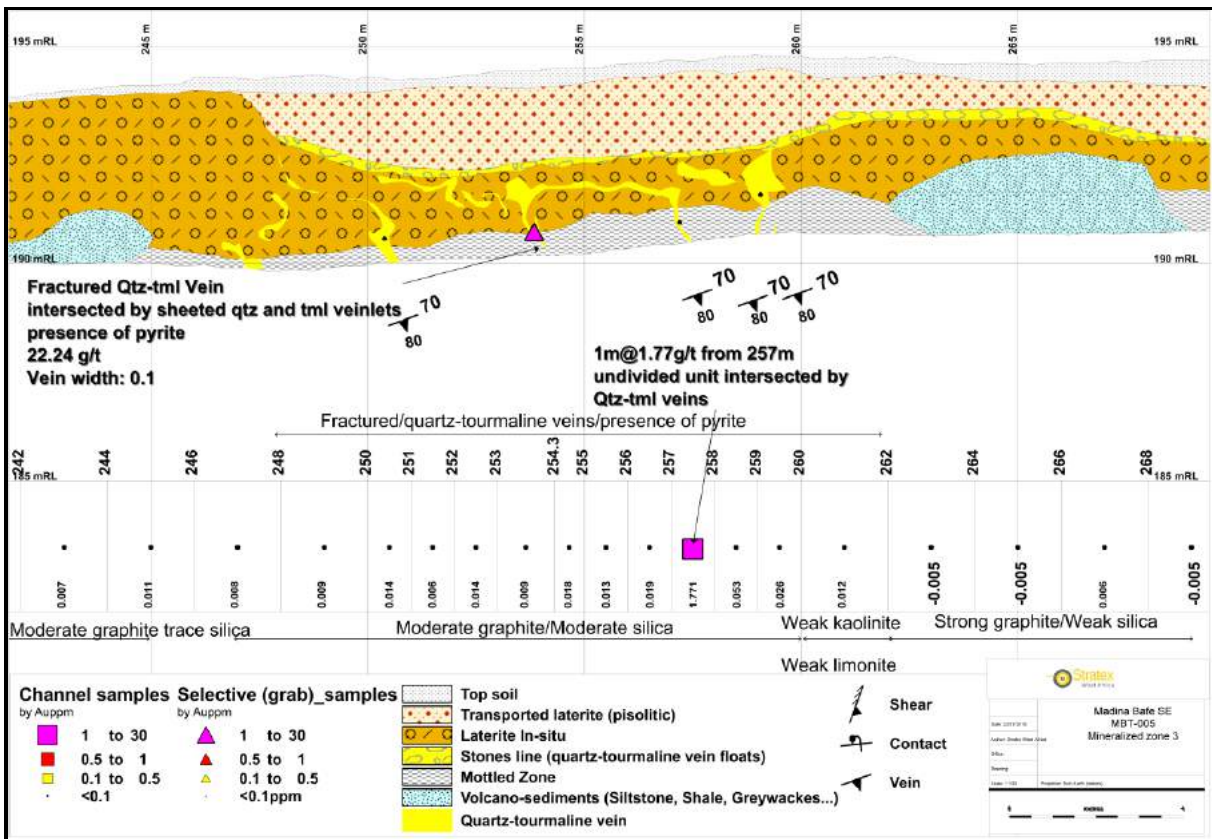 245 m
250 m
255 m
260 m
265 m
195 mRL
195 mRL
190
190
Fractured Qtz-tml Vein
intersected by sheeted qtz and tml veinlets
presence of pyrite
22.24 g/t
Vein width: 0.1
70
80
70
80
70
80
70
80
1m@1.77g/t from 257m
undivided unit intersected by
Qtz-tml veins
Fractured/quartz-tourmaline veins/presence of pyrite
242 244 246 248 250 251 252 253 254.3 255 256 257 258 259 260 262 264 266 268
185 mRL
185 mRL
0.007 0.011 0.008 0.009 0.014 0.006 0.014 0.009 0.018 0.013 0.019 1.771 0.053 0.026 0.012 -0.005 -0.005 0.006 -0.005
Moderate graphite trace silica
Moderate graphite/Moderate silica
Weak kaolinite
Strong graphite/Weak silica
Weak limonite
Channel samples
by Auppm
1 to 30
0.5 to 1
0.1 to 0.5
<0.1
Selective (grab)_samples
by Auppm
1 to 30
0.5 to 1
0.1 to 0.5
<0.1ppm
Top soil
Transported laterite (pisolitic)
Laterite In-situ
Stones line (quartz-tourmaline vein floats)
Mottled Zone
Volcano-sediments (Siltstone, Shale, Greywackes...)
Quartz-tourmaline vein
Shear
Contact
Vein
Stratex
Madina Bafe SE
MBT-005
Mineralized zone 3